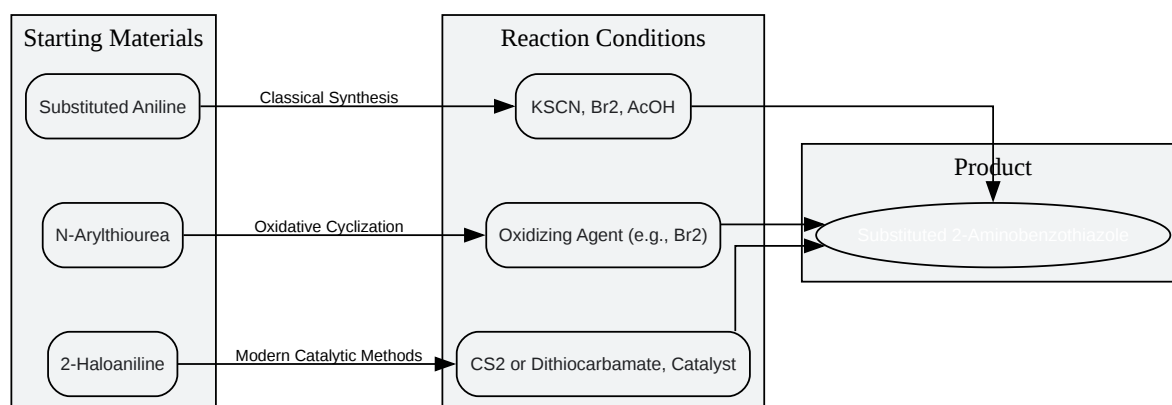 Starting Materials
Reaction Conditions
Substituted Aniline
Classical Synthesis
KSCN, Br2, AcOH
Product
N-Arylthiourea
Oxidative Cyclization
Oxidizing Agent (e.g., Br2)
Substituted 2-Aminobenzothiazole
2-Haloaniline
Modern Catalytic Methods
CS2 or Dithiocarbamate, Catalyst